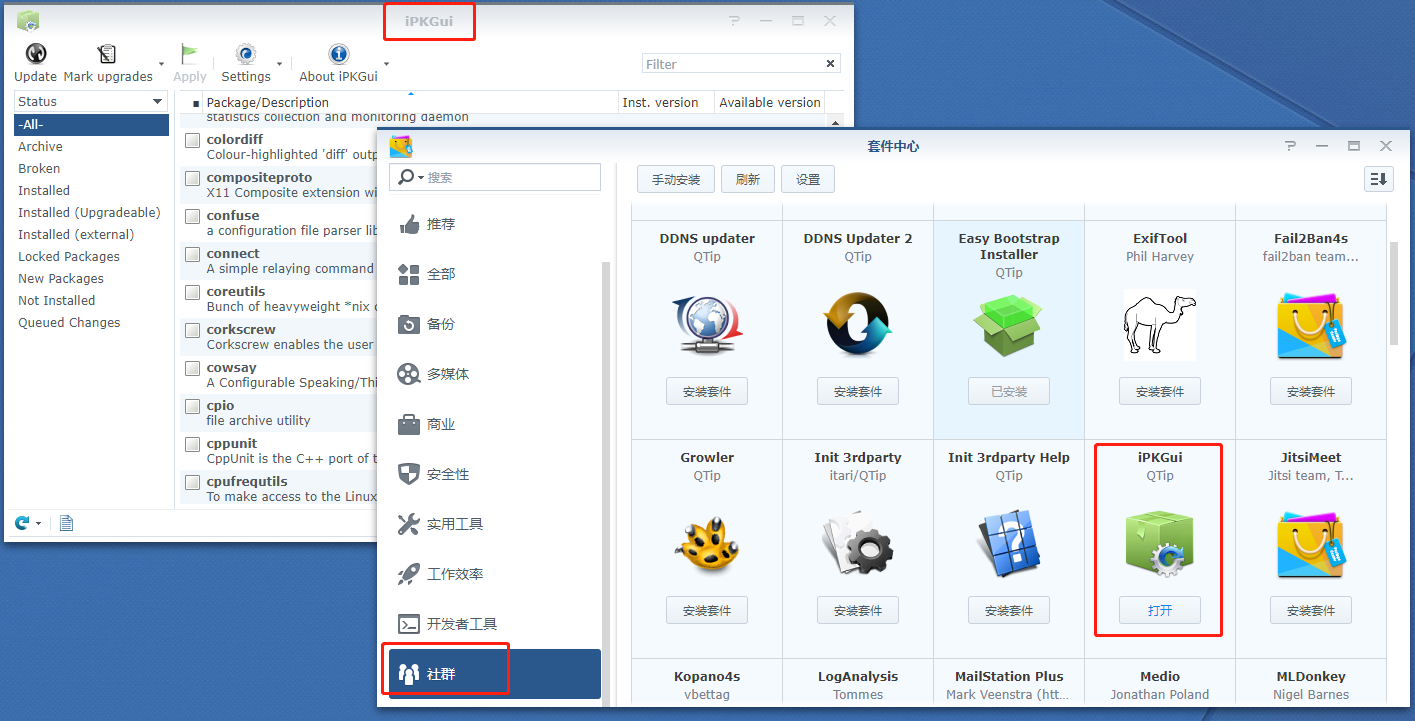 iPKGui
Update
Mark upgrades
Apply
Settings
About iPKGui
Filter
Status
Package/Description
Inst. version
Available version
-All-
Archive
Broken
Installed
Installed (Upgradeable)
Installed (external)
Locked Packages
New Packages
Not Installed
Queued Changes
statistics collection and monitoring daemon
colordiff
Colour-highlighted 'diff' outp
compositeproto
X11 Composite extension wi
confuse
a configuration file parser lib
connect
A simple relaying command
coreutils
Bunch of heavyweight *nix c
corkscrew
Corkscrew enables the user
cowsay
A Configurable Speaking/Thi
cpio
file archive utility
cppunit
CppUnit is the C++ port of t
cpufrequtils
To make access to the Linux
套件中心
搜索
手动安装
刷新
设置
推荐
全部
备份
多媒体
商业
安全性
实用工具
工作效率
开发者工具
社群
DDNS updater
QTip
安装套件
DDNS Updater 2
QTip
安装套件
Easy Bootstrap
Installer
QTip
已安装
ExifTool
Phil Harvey
安装套件
Fail2Ban4s
fail2ban team...
安装套件
Growler
QTip
安装套件
Init 3rdparty
itari/QTip
安装套件
Init 3rdparty Help
QTip
安装套件
iPKGui
QTip
打开
JitsiMeet
Jitsi team, T...
安装套件
Kopano4s
vbettag
LogAnalysis
Tommes
MailStation Plus
Mark Veenstra (htt...
Medio
Jonathan Poland
MLDonkey
Nigel Barnes